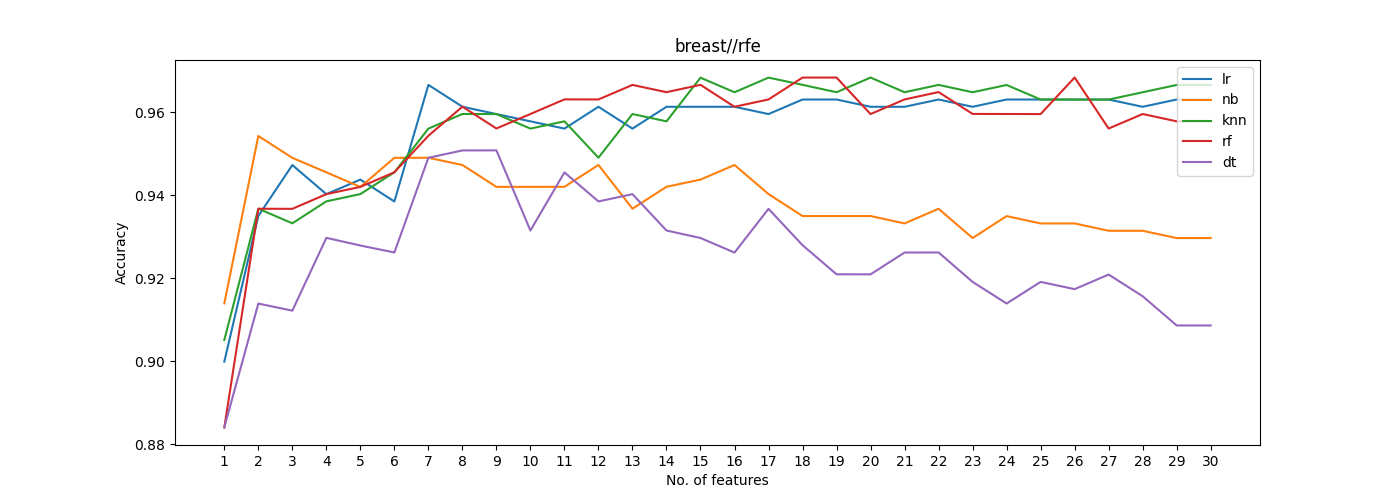 breast//rfe
lr
nb
knn
rf
dt
Accuracy
0.96
0.94
0.92
0.90
0.88
1 2 3 4 5 6 7 8 9 10 11 12 13 14 15 16 17 18 19 20 21 22 23 24 25 26 27 28 29 30
No. of features